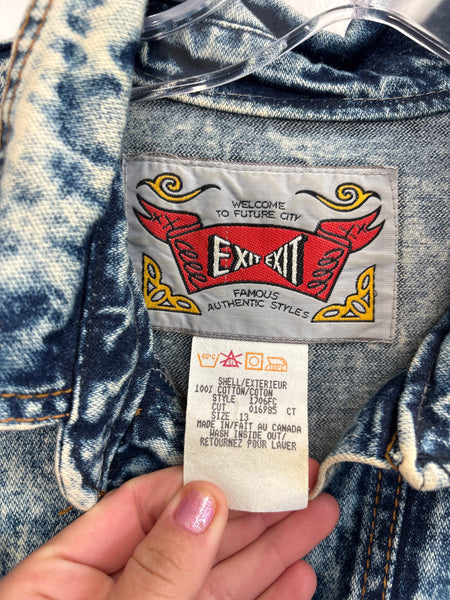 WELCOME
TO FUTURE CITY
EXIT EXIT
FAMOUS
AUTHENTIC STYLES
60°C
SHELL/EXTERIEUR
100% COTTON/COTON
STYLE 1706FC
CUT 016985 CT
SIZE 13
MADE IN/FAIT AU CANADA
WASH INSIDE OUT/
RETOURNEZ POUR LAVER